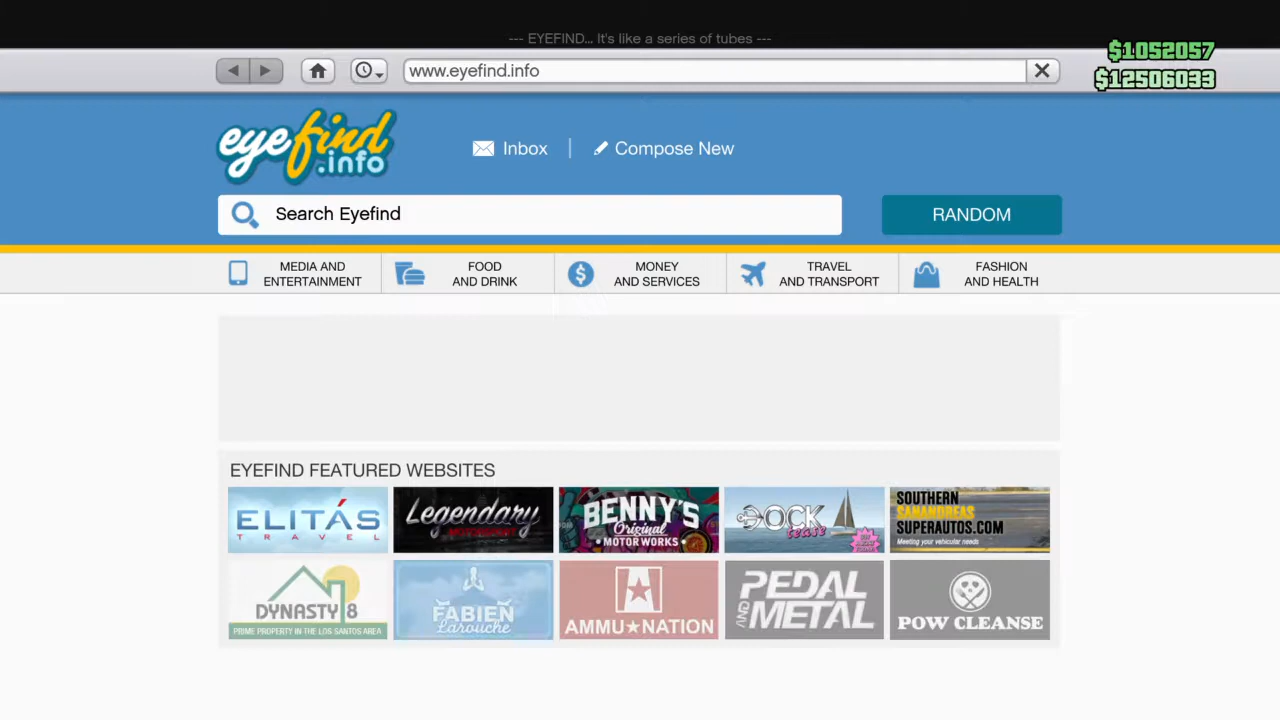 --- EYEFIND... It's like a series of tubes ---
$1052057
www.eyefind.info
$12506033
eyefind
.info
Inbox
Compose New
Search Eyefind
RANDOM
MEDIA AND
ENTERTAINMENT
FOOD
AND DRINK
MONEY
AND SERVICES
TRAVEL
AND TRANSPORT
FASHION
AND HEALTH
EYEFIND FEATURED WEBSITES
ELITÁS
TRAVEL
Legendary
MOTORSPORT
BENNY'S
Original
MOTOR WORKS
DOCK
tease
SOUTHERN
SANANDREAS
SUPERAUTOS.COM
Meeting your vehicular needs
DYNASTY 8
PRIME PROPERTY IN THE LOS SANTOS AREA
FABIEN
Larouche
AMMU★NATION
PEDAL
AND METAL
POW CLEANSE